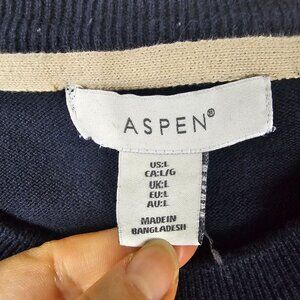 ASPEN®
US:L
CA:L/G
UK:L
EU:L
AU:L
MADE IN
BANGLADESH